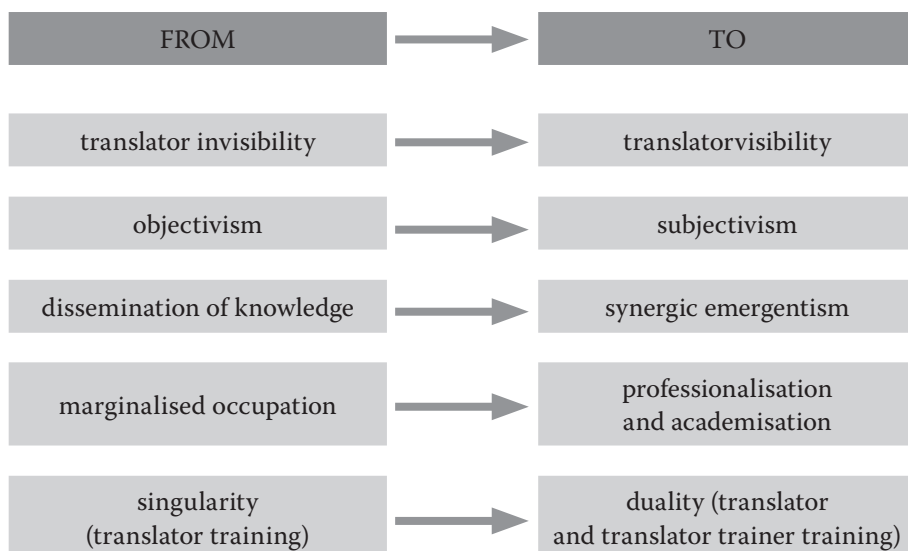 FROM TO
translator invisibility translatorvisibility
objectivism subjectivism
dissemination of knowledge synergic emergentism
marginalised occupation professionalisation
and academisation
singularity duality (translator
(translator training) and translator trainer training)